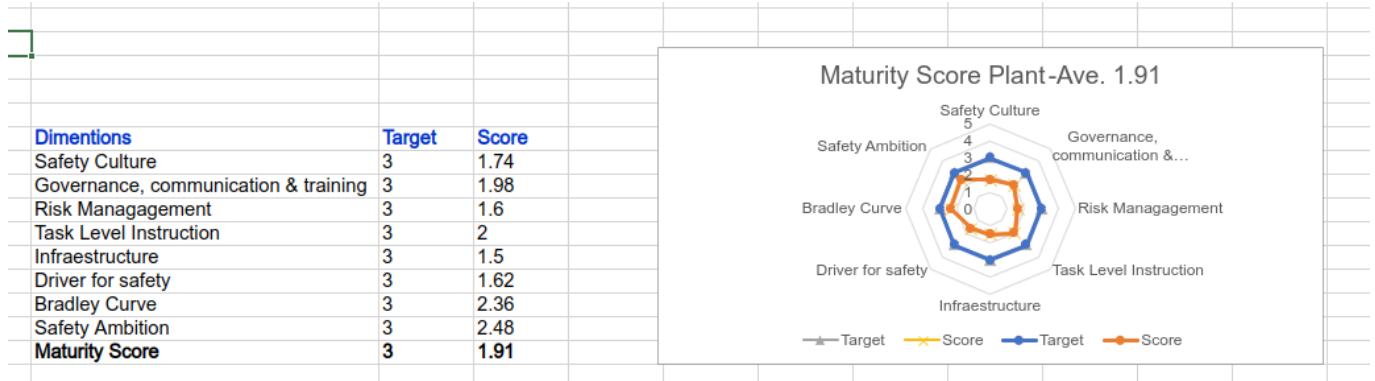 Dimentions Target Score
Safety Culture 3 1.74
Governance, communication & training 3 1.98
Risk Managagement 3 1.6
Task Level Instruction 3 2
Infraestructure 3 1.5
Driver for safety 3 1.62
Bradley Curve 3 2.36
Safety Ambition 3 2.48
Maturity Score 3 1.91
Maturity Score Plant-Ave. 1.91
Safety Culture
5
4
3
2
1
0
Governance,
communication &...
Risk Managagement
Task Level Instruction
Infraestructure
Driver for safety
Bradley Curve
Safety Ambition
Target Score Target Score